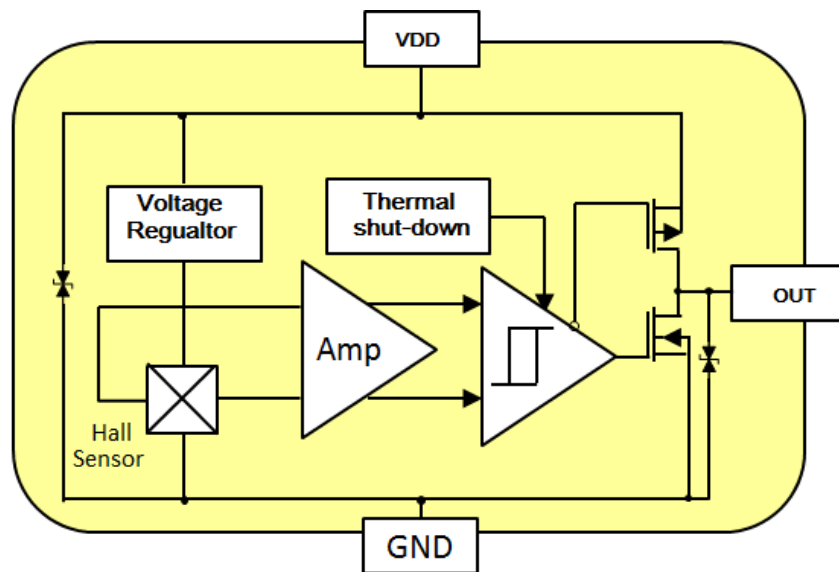 VDD
Voltage
Regualtor
Thermal
shut-down
OUT
Amp
Hall
Sensor
GND